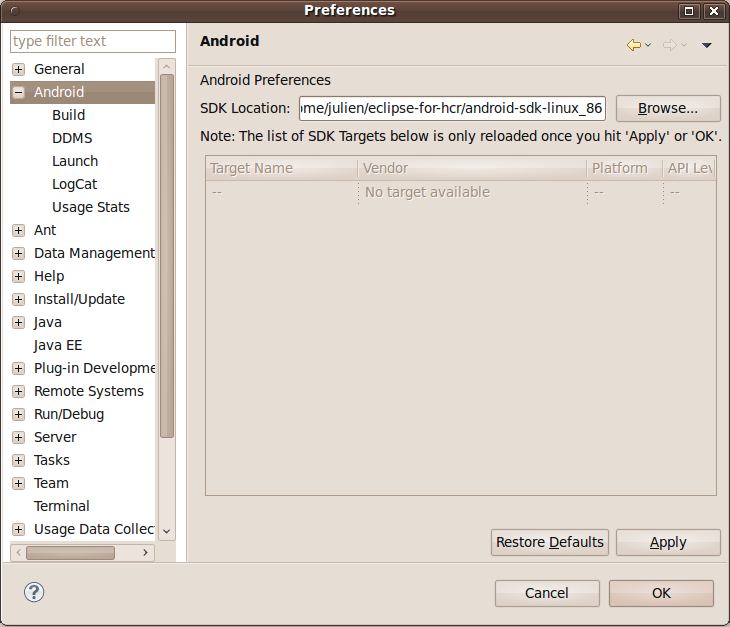 Preferences
type filter text
General
Android
Build
DDMS
Launch
LogCat
Usage Stats
Ant
Data Management
Help
Install/Update
Java
Java EE
Plug-in Developme
Remote Systems
Run/Debug
Server
Tasks
Team
Terminal
Usage Data Collec
Android
Android Preferences
SDK Location: ome/julien/eclipse-for-hcr/android-sdk-linux_86 Browse...
Note: The list of SDK Targets below is only reloaded once you hit 'Apply' or 'OK'.
Target Name Vendor Platform API Lev
-- No target available -- --
Restore Defaults Apply
? Cancel OK